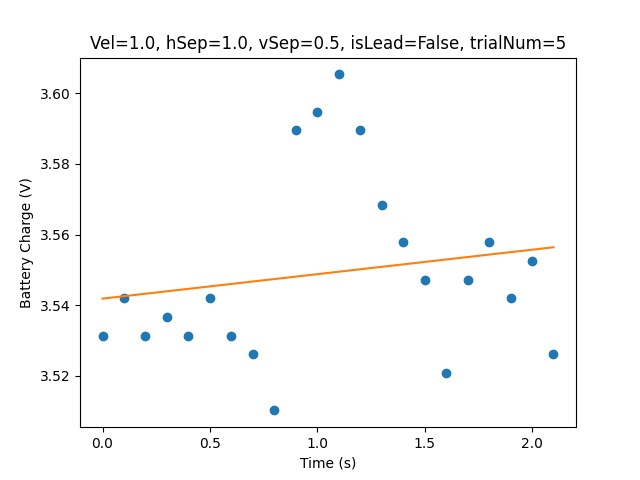 Vel=1.0, hSep=1.0, vSep=0.5, isLead=False, trialNum=5
3.60
3.58
3.56
3.54
3.52
Battery Charge (V)
0.0 0.5 1.0 1.5 2.0
Time (s)